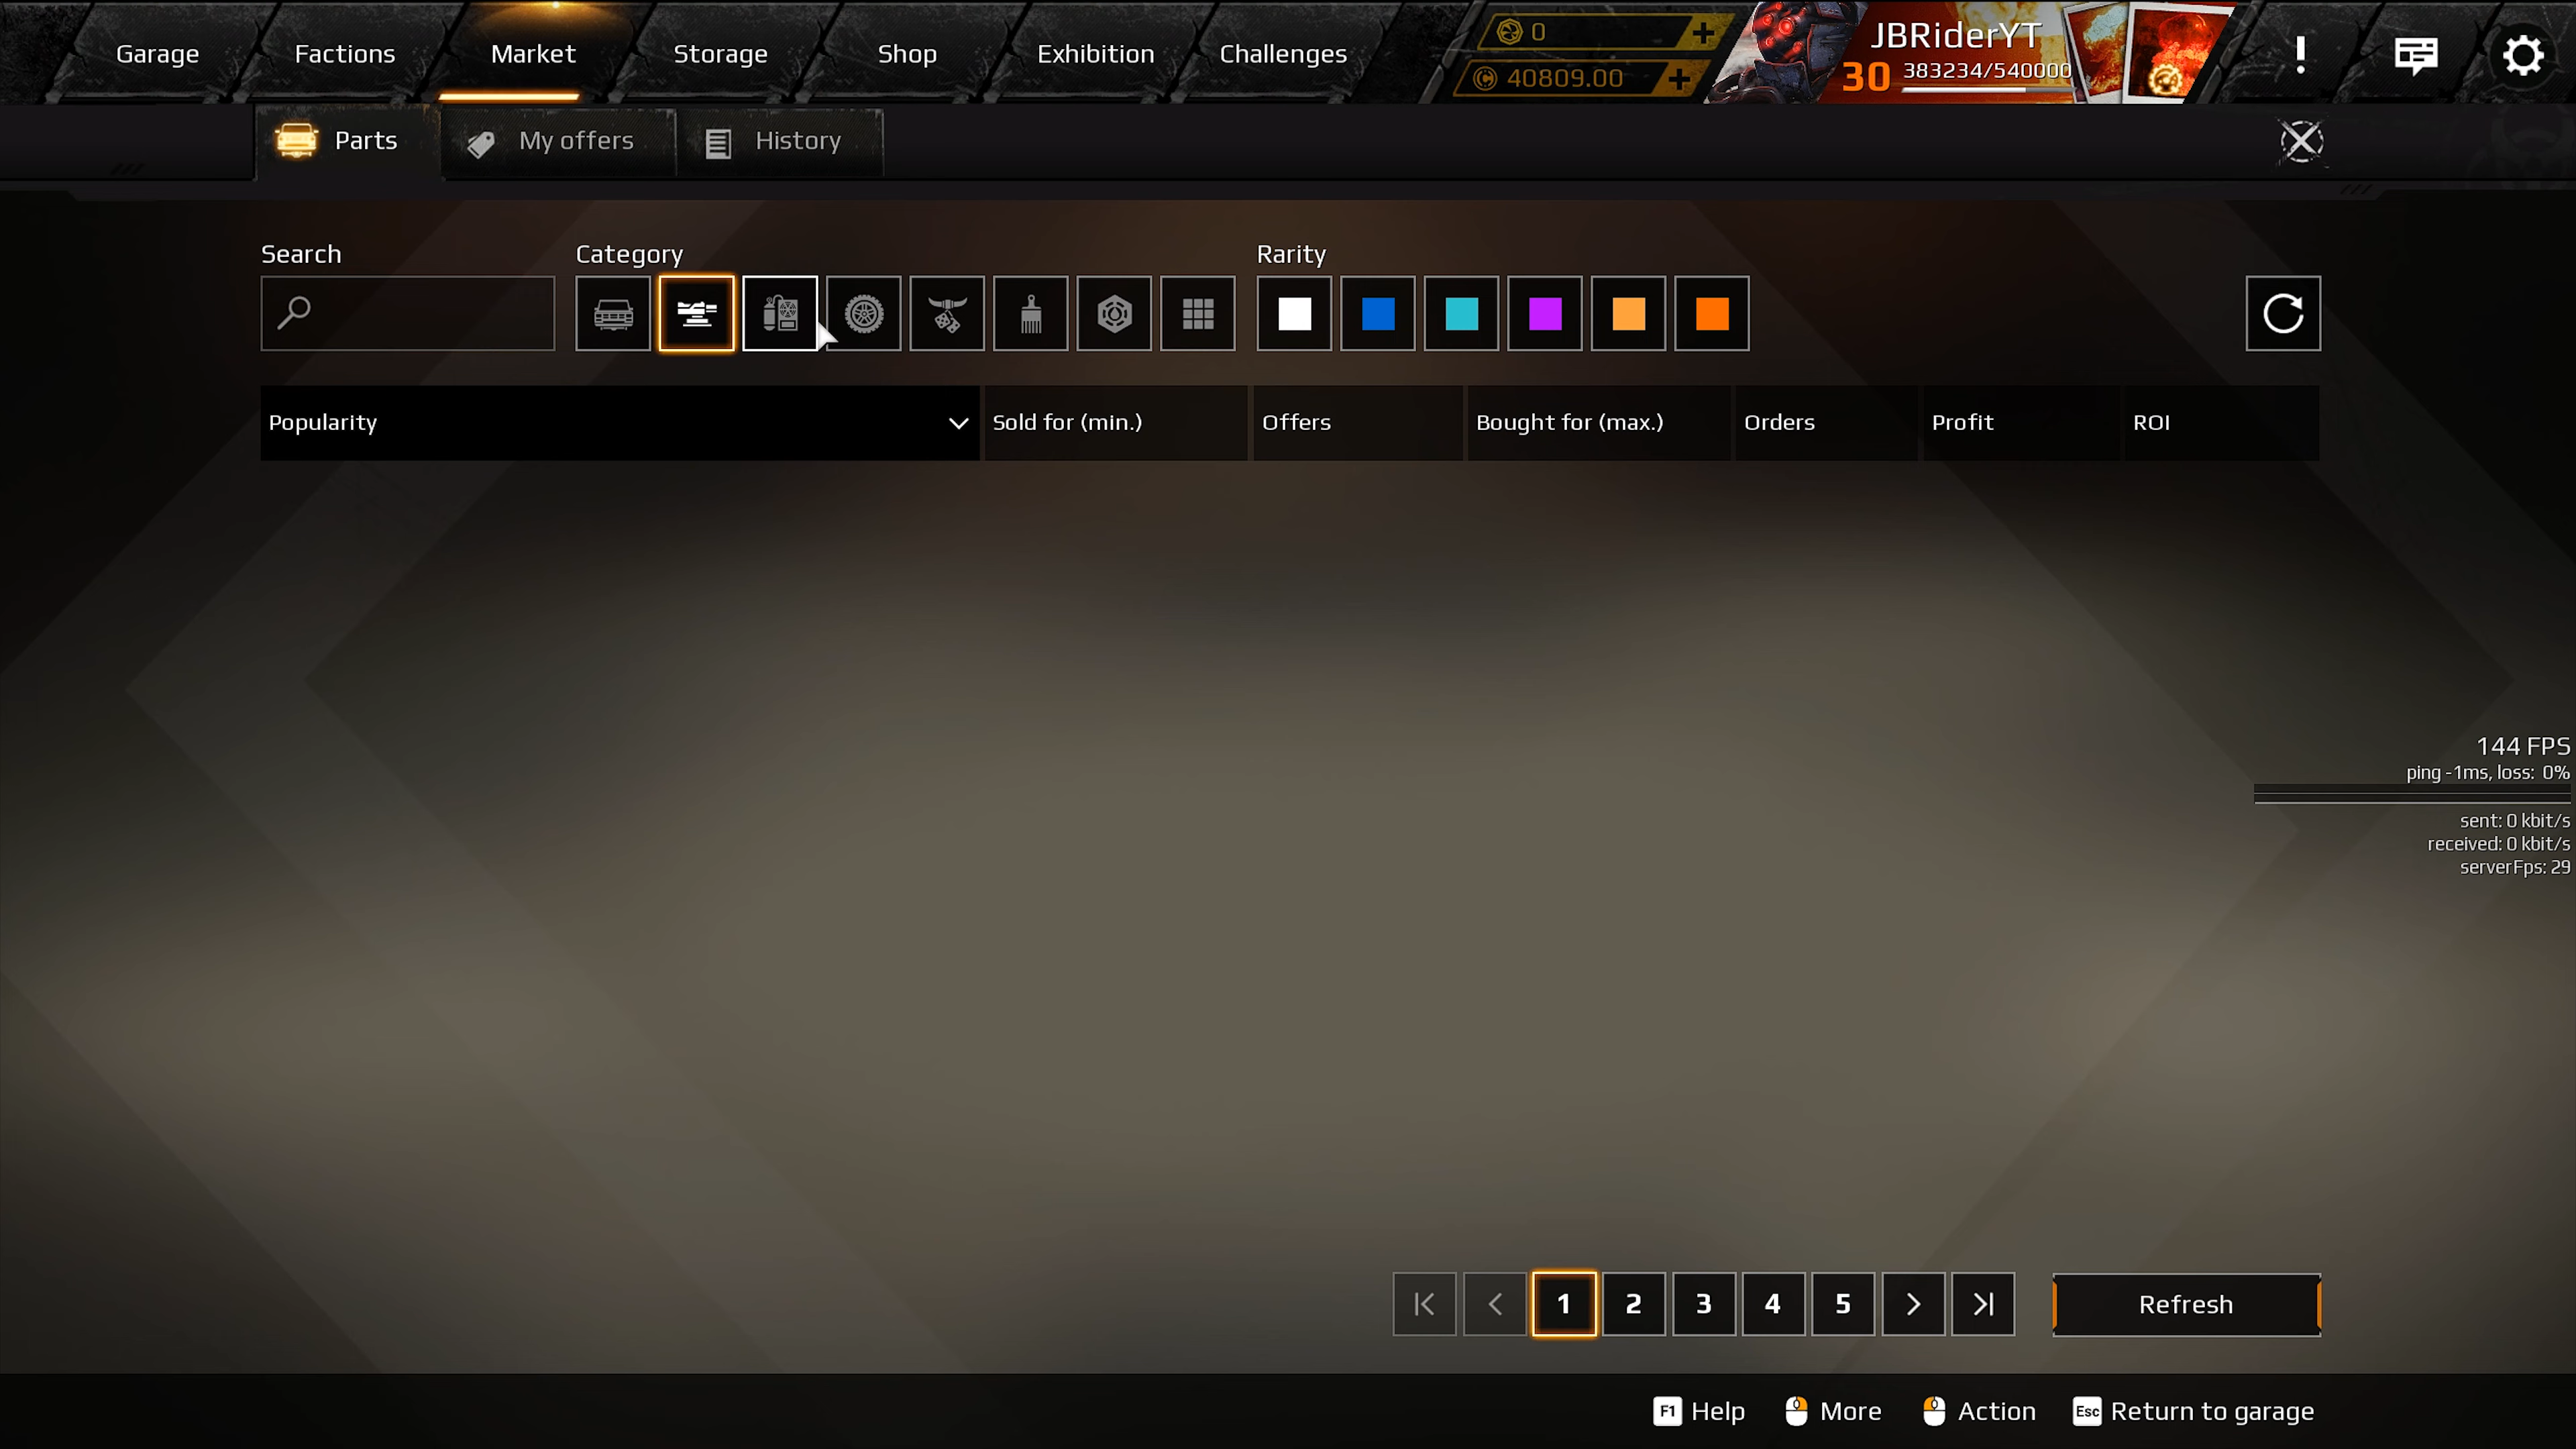 Garage Factions Market Storage Shop Exhibition Challenges
0
40809.00
JBRiderYT
30 383234/540000
Parts My offers History
Search Category Rarity
Popularity Sold for (min.) Offers Bought for (max.) Orders Profit ROI
144 FPS
ping -1ms, loss: 0%
sent: 0 kbit/s
received: 0 kbit/s
serverFps: 29
1 2 3 4 5 Refresh
F1 Help More Action Esc Return to garage